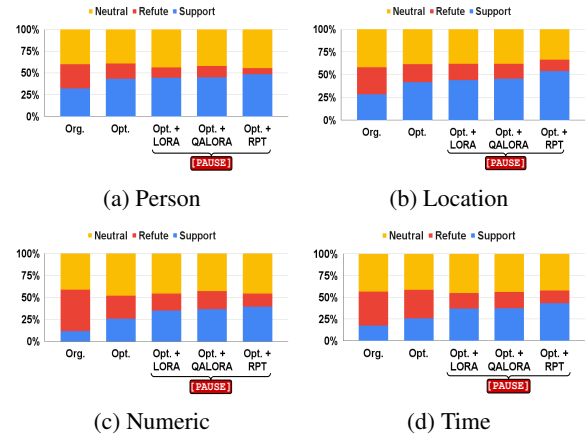 Neutral Refute Support
100%
75%
50%
25%
0%
Org. Opt. Opt. + LORA Opt. + QALORA Opt. + RPT
[PAUSE]
(a) Person
Neutral Refute Support
100%
75%
50%
25%
0%
Org. Opt. Opt. + LORA Opt. + QALORA Opt. + RPT
[PAUSE]
(b) Location
Neutral Refute Support
100%
75%
50%
25%
0%
Org. Opt. Opt. + LORA Opt. + QALORA Opt. + RPT
[PAUSE]
(c) Numeric
Neutral Refute Support
100%
75%
50%
25%
0%
Org. Opt. Opt. + LORA Opt. + QALORA Opt. + RPT
[PAUSE]
(d) Time